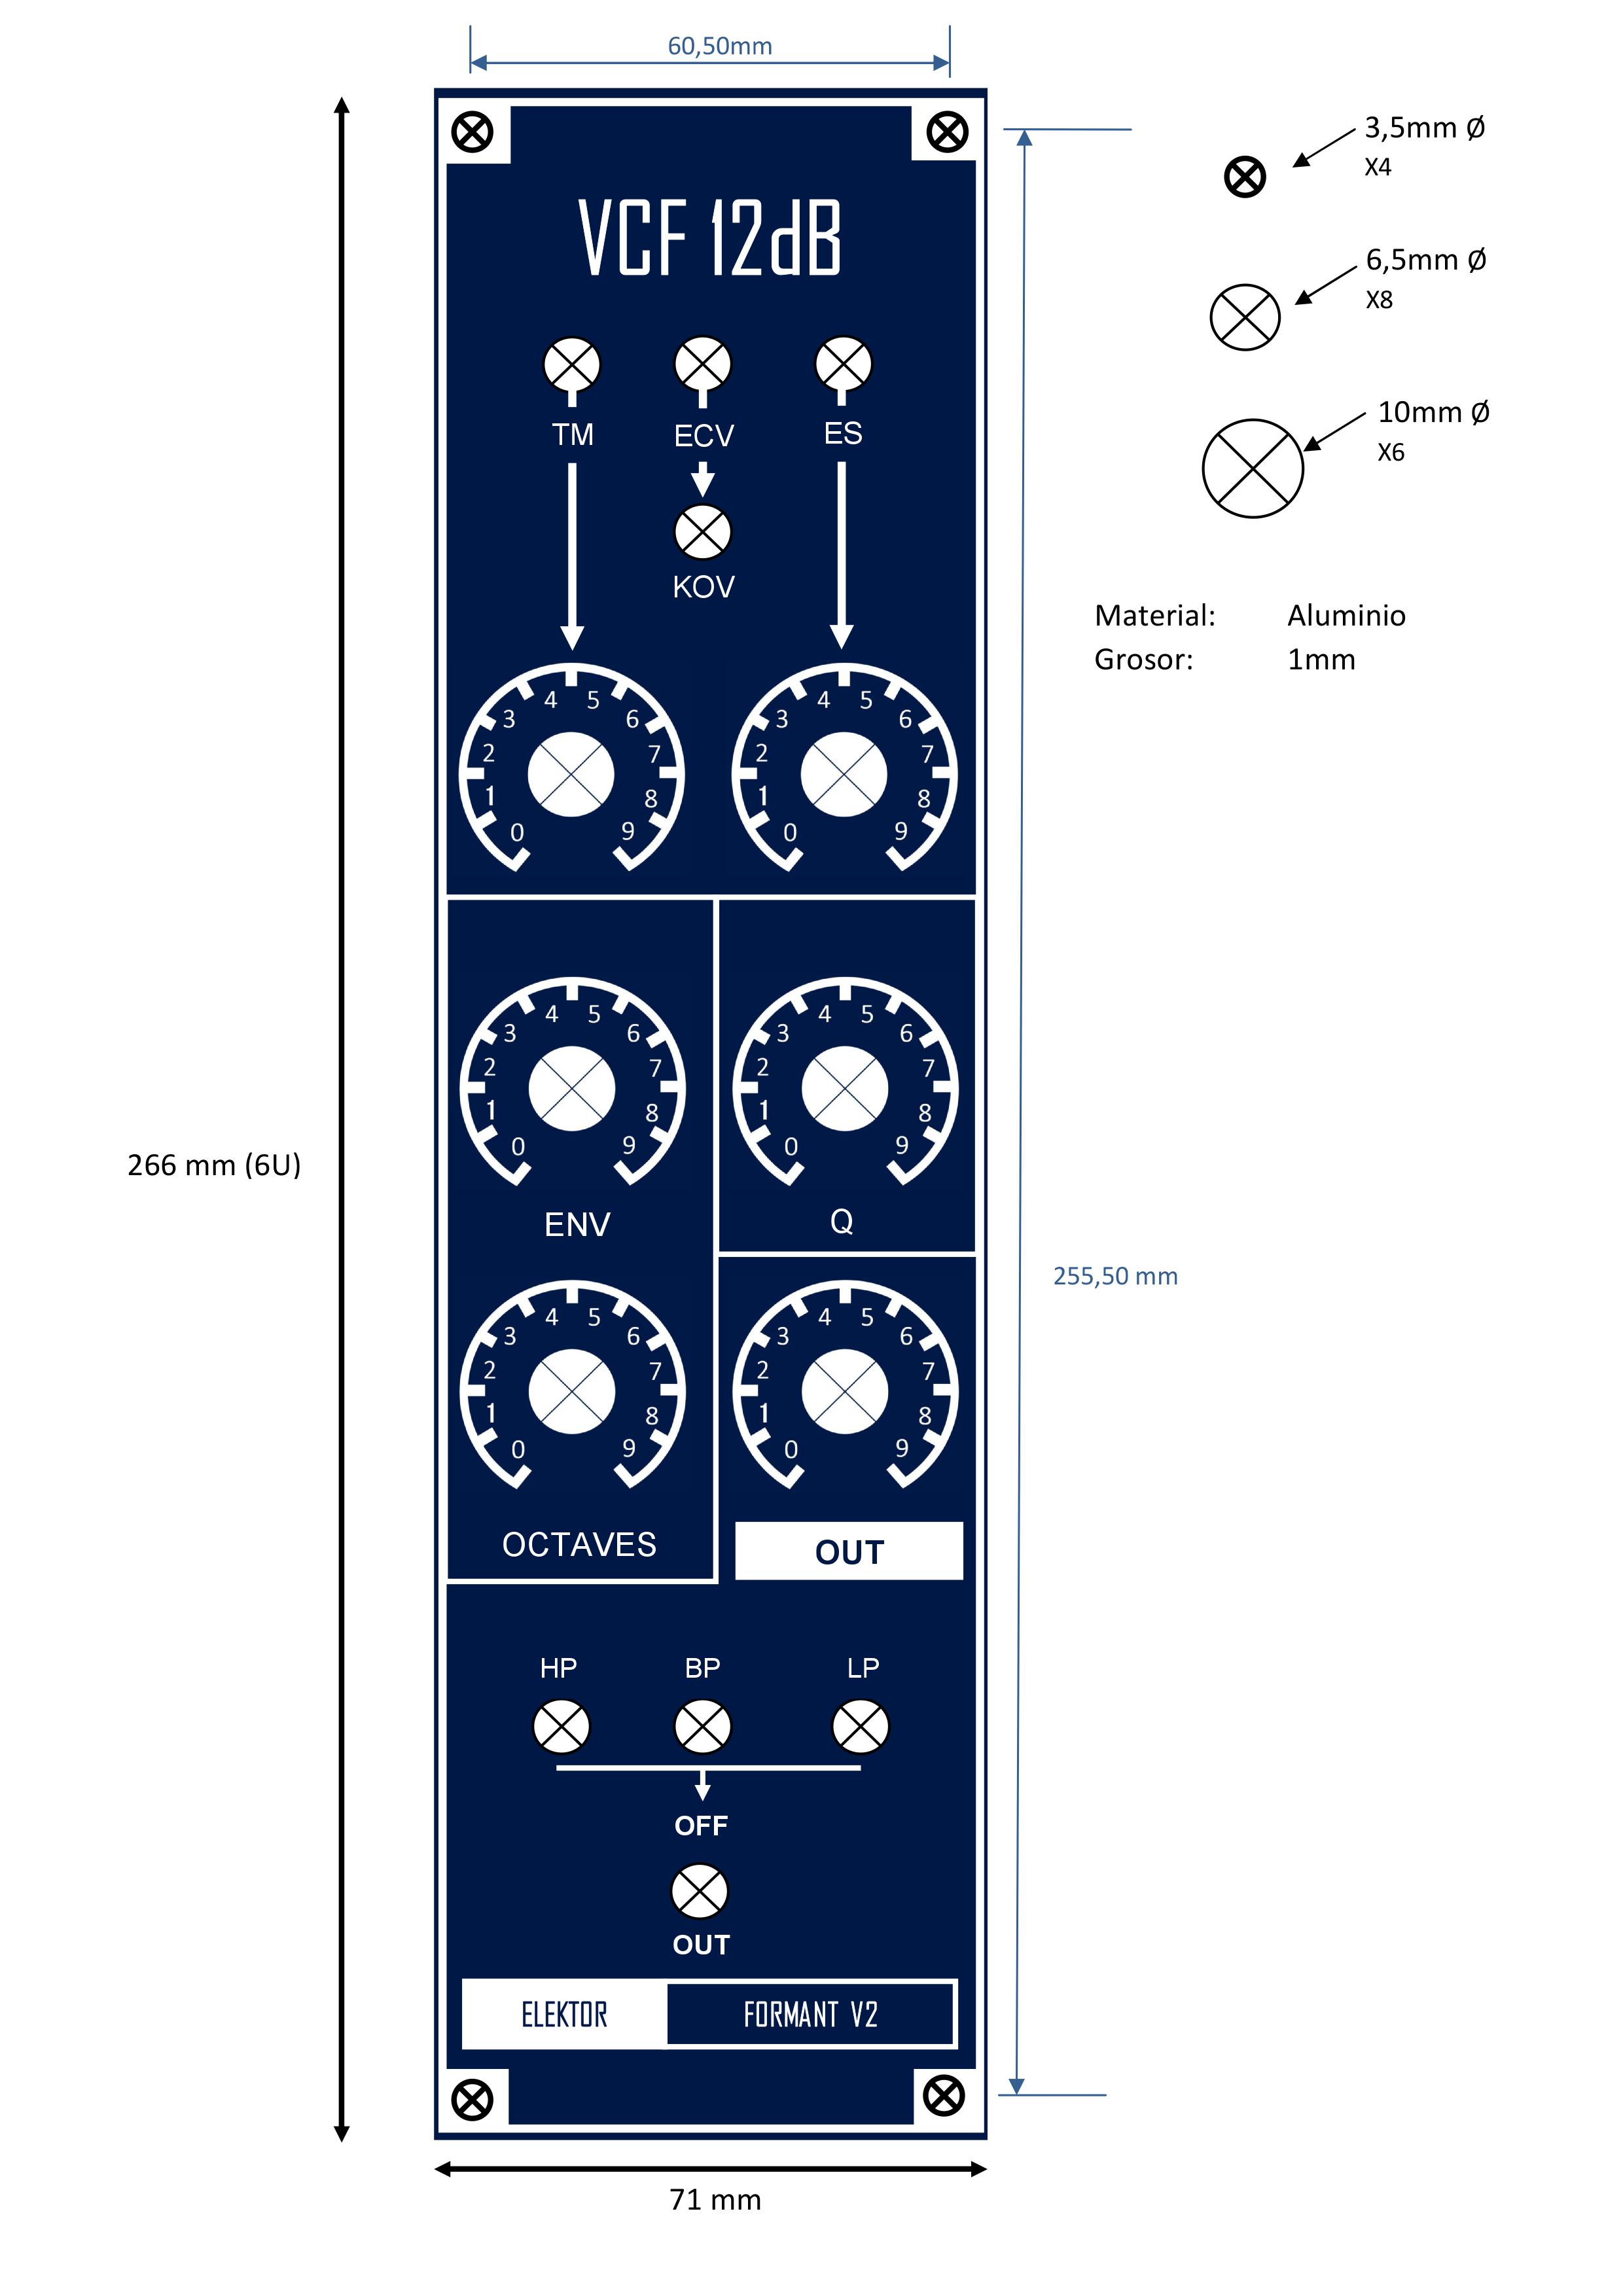 60,50mm
3,5mm Ø
X4
VCF 12dB
6,5mm Ø
X8
10mm Ø
X6
TM ECV ES
KOV
Material: Aluminio
Grosor: 1mm
0 1 2 3 4 5 6 7 8 9
0 1 2 3 4 5 6 7 8 9
0 1 2 3 4 5 6 7 8 9
0 1 2 3 4 5 6 7 8 9
266 mm (6U)
ENV Q
255,50 mm
0 1 2 3 4 5 6 7 8 9
0 1 2 3 4 5 6 7 8 9
OCTAVES OUT
HP BP LP
OFF
OUT
ELEKTOR FORMANT V2
71 mm